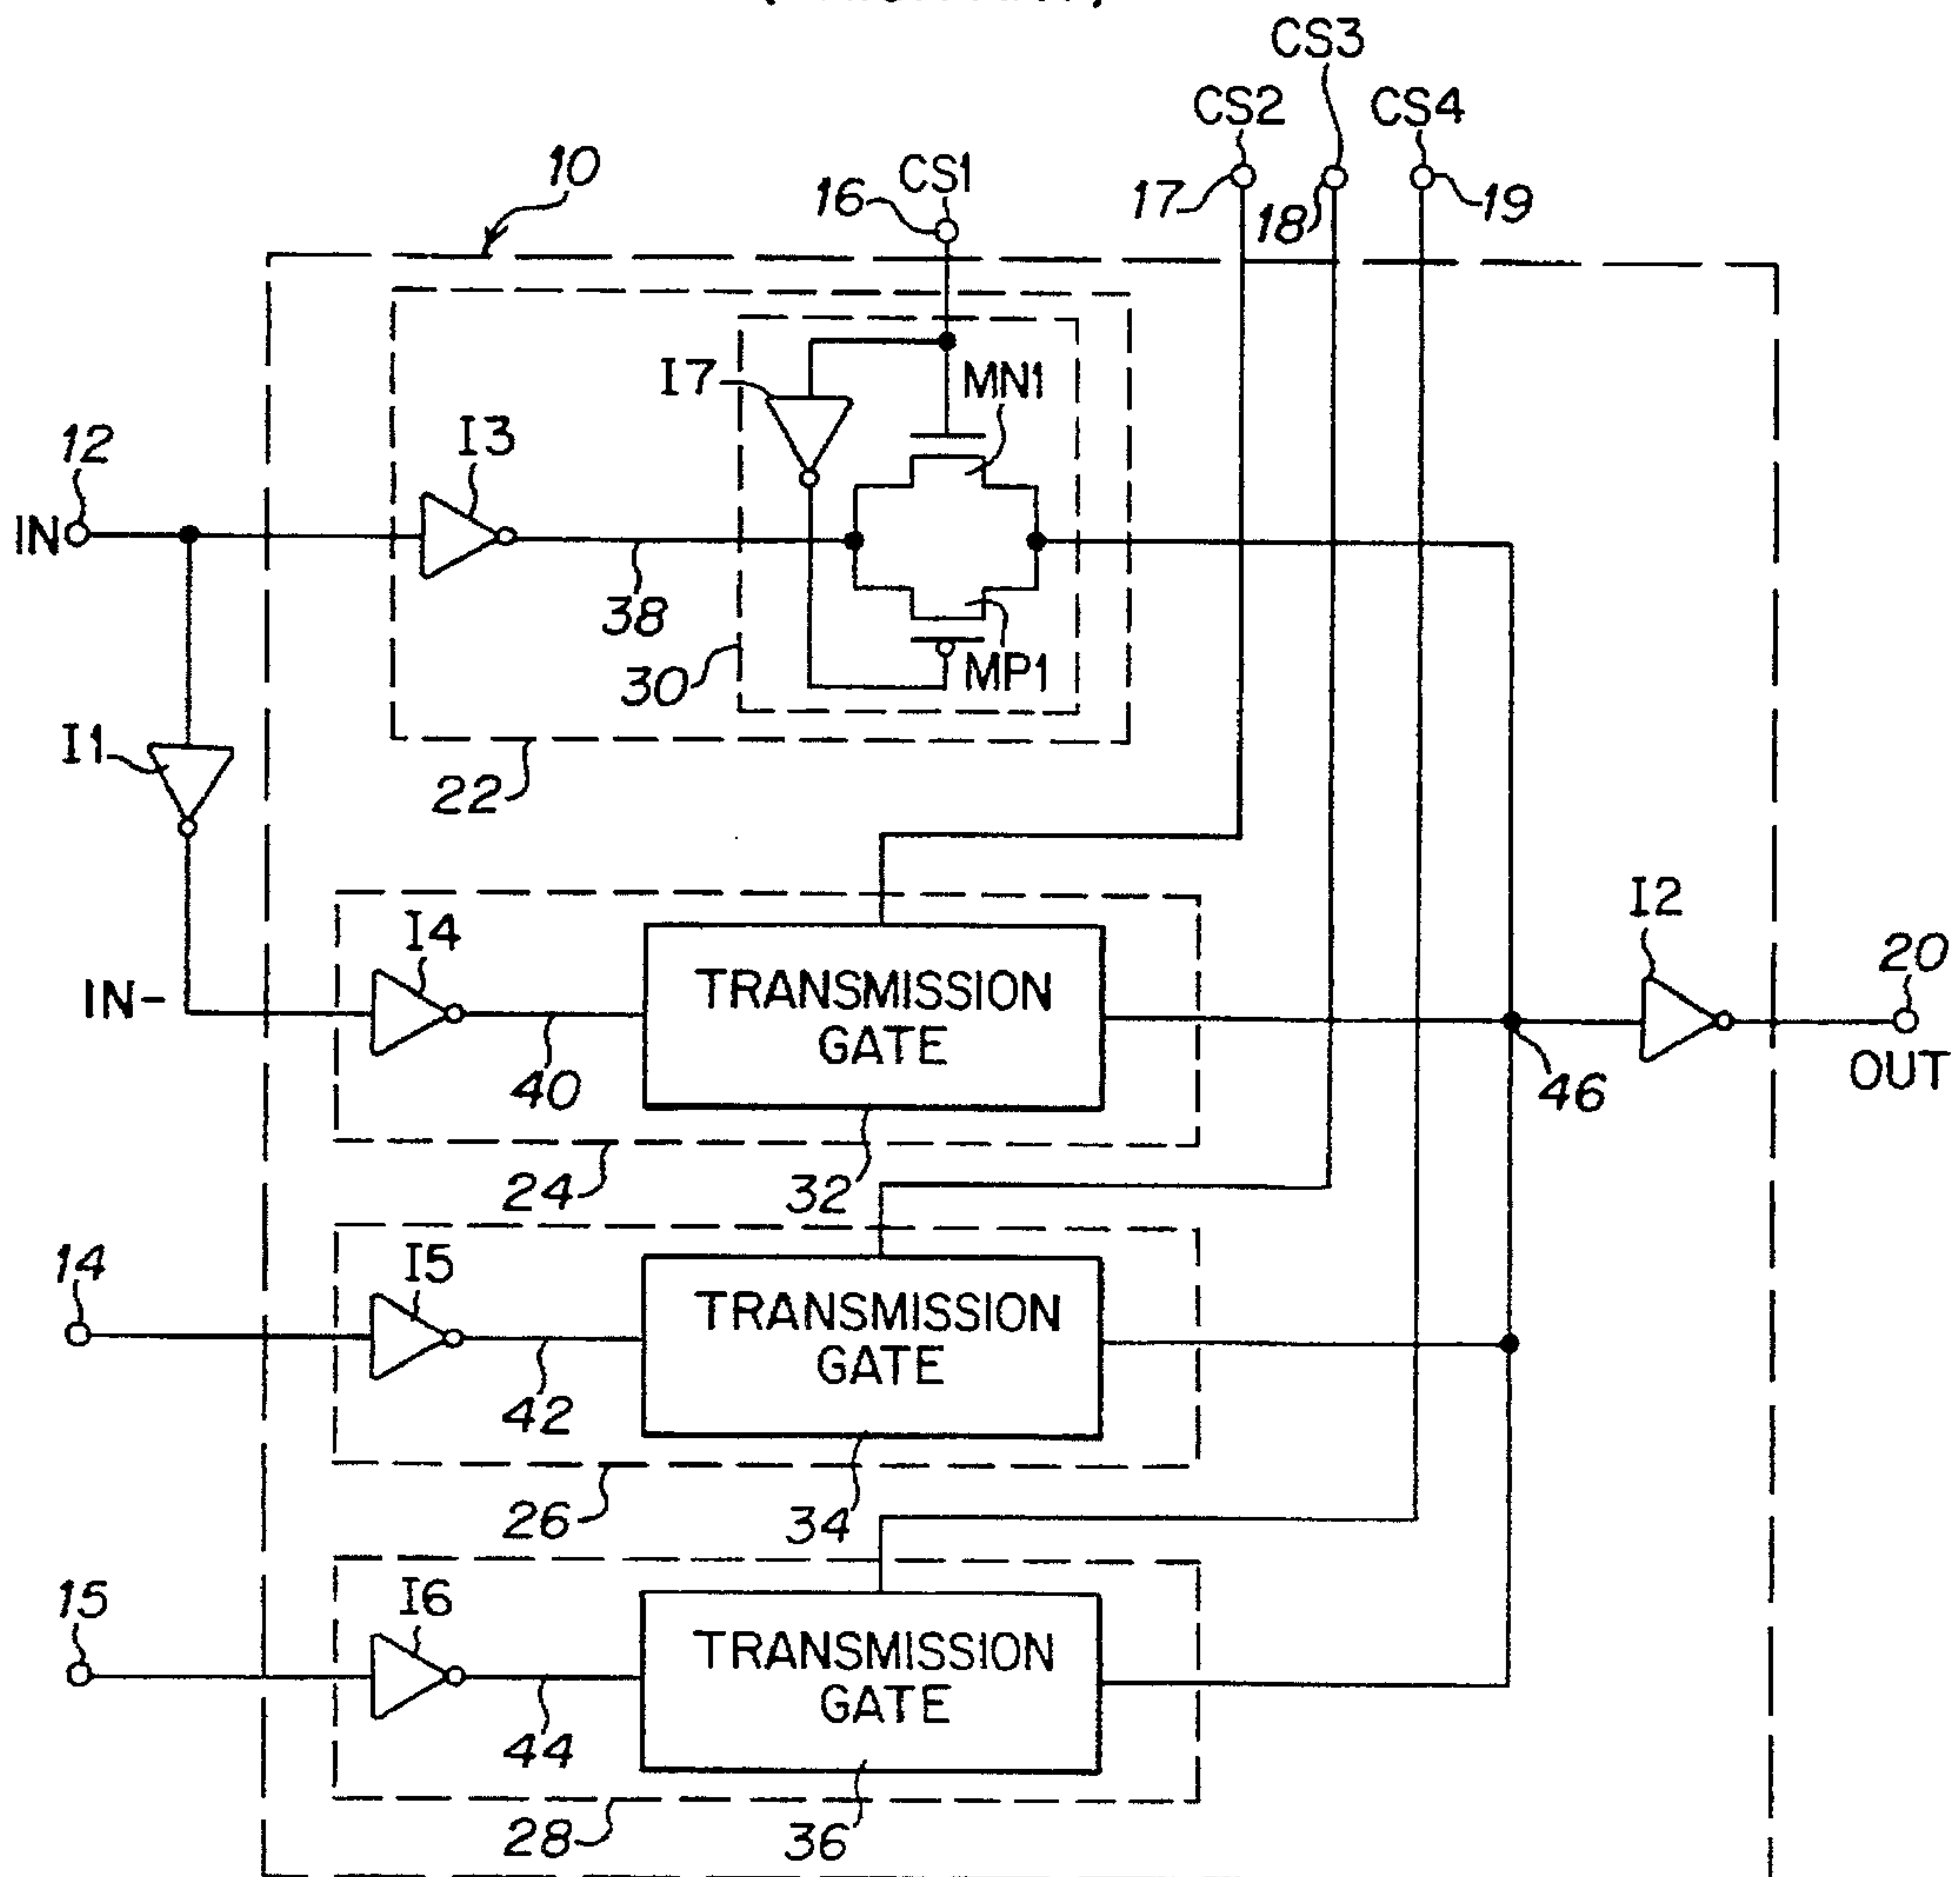 CS3
CS2
CS4
10
CS1
16
17
18
19
I7
MN1
12
I3
IN
38
30
MP1
I1
22
I4
I2
20
IN-
TRANSMISSION
GATE
40
46
OUT
24
32
14
I5
TRANSMISSION
GATE
42
26
34
15
I6
TRANSMISSION
GATE
44
28
36